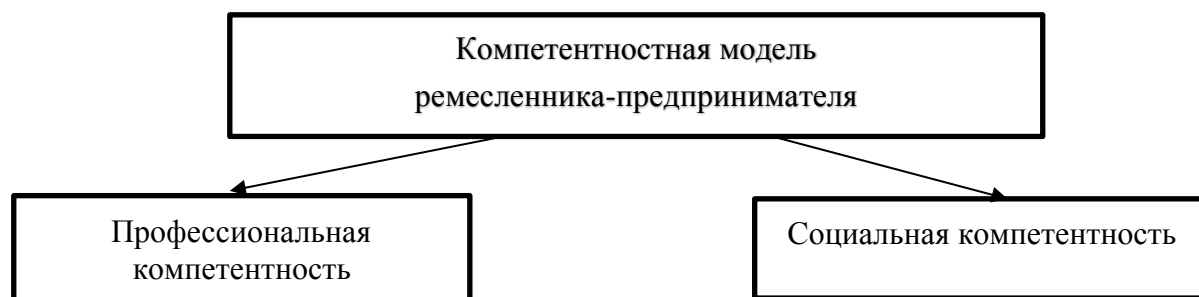 Компетентностная модель
ремесленника-предпринимателя
Профессиональная
компетентность
Социальная компетентность